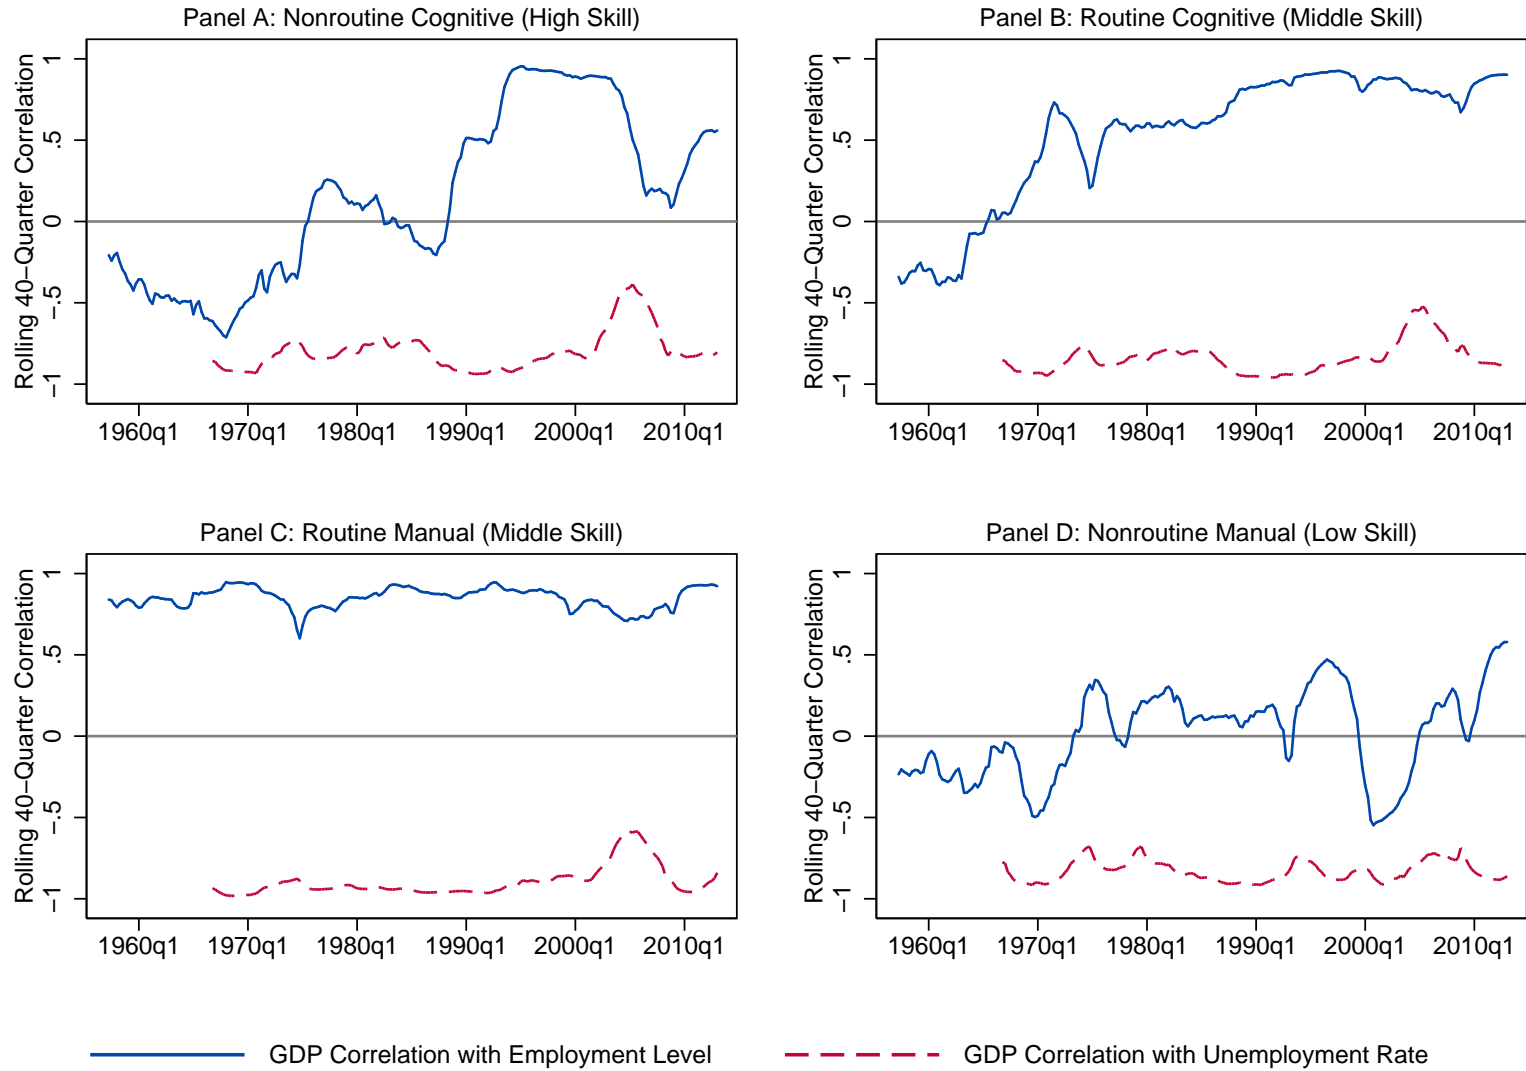 Panel A: Nonroutine Cognitive (High Skill)
Rolling 40−Quarter Correlation
1
.5
0
−.5
−1
1960q1 1970q1 1980q1 1990q1 2000q1 2010q1
Panel B: Routine Cognitive (Middle Skill)
Rolling 40−Quarter Correlation
1
.5
0
−.5
−1
1960q1 1970q1 1980q1 1990q1 2000q1 2010q1
Panel C: Routine Manual (Middle Skill)
Rolling 40−Quarter Correlation
1
.5
0
−.5
−1
1960q1 1970q1 1980q1 1990q1 2000q1 2010q1
Panel D: Nonroutine Manual (Low Skill)
Rolling 40−Quarter Correlation
1
.5
0
−.5
−1
1960q1 1970q1 1980q1 1990q1 2000q1 2010q1
GDP Correlation with Employment Level
GDP Correlation with Unemployment Rate